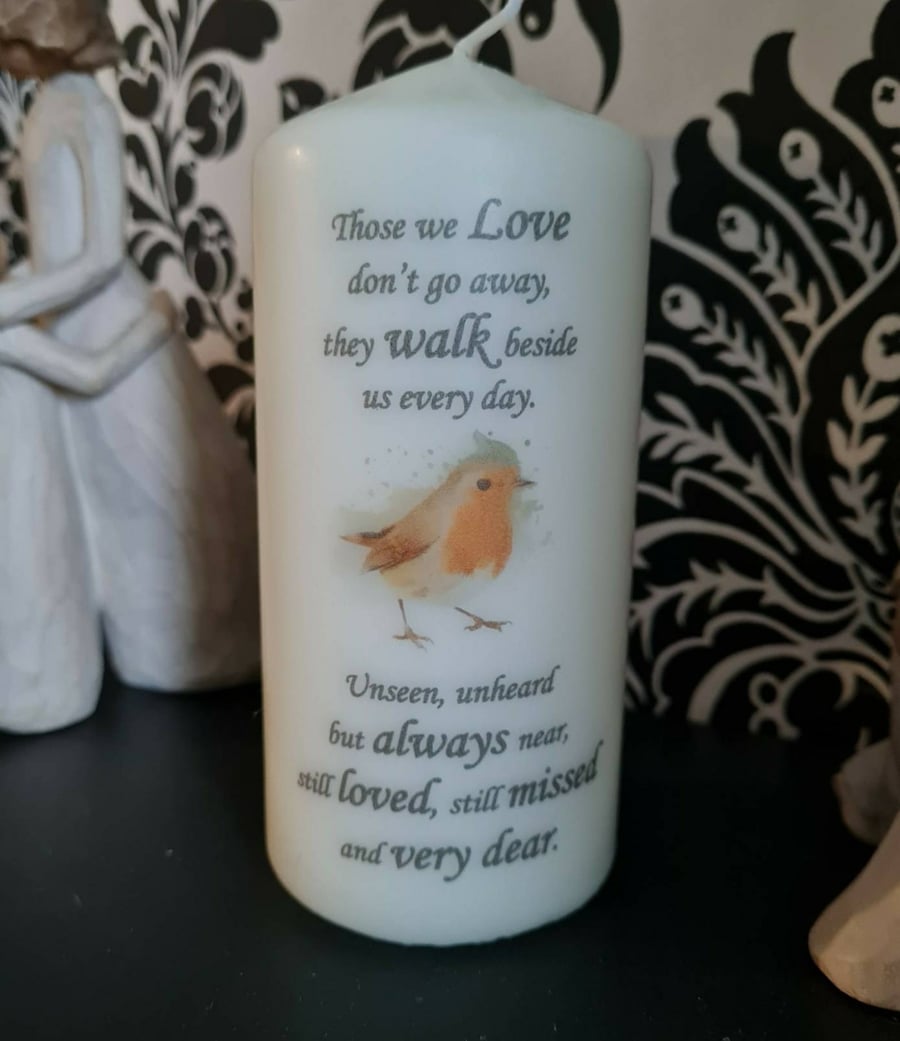 Those we Love
don't go away,
they walk beside
us every day.
Unseen, unheard
but always near,
still loved, still missed
and very dear.